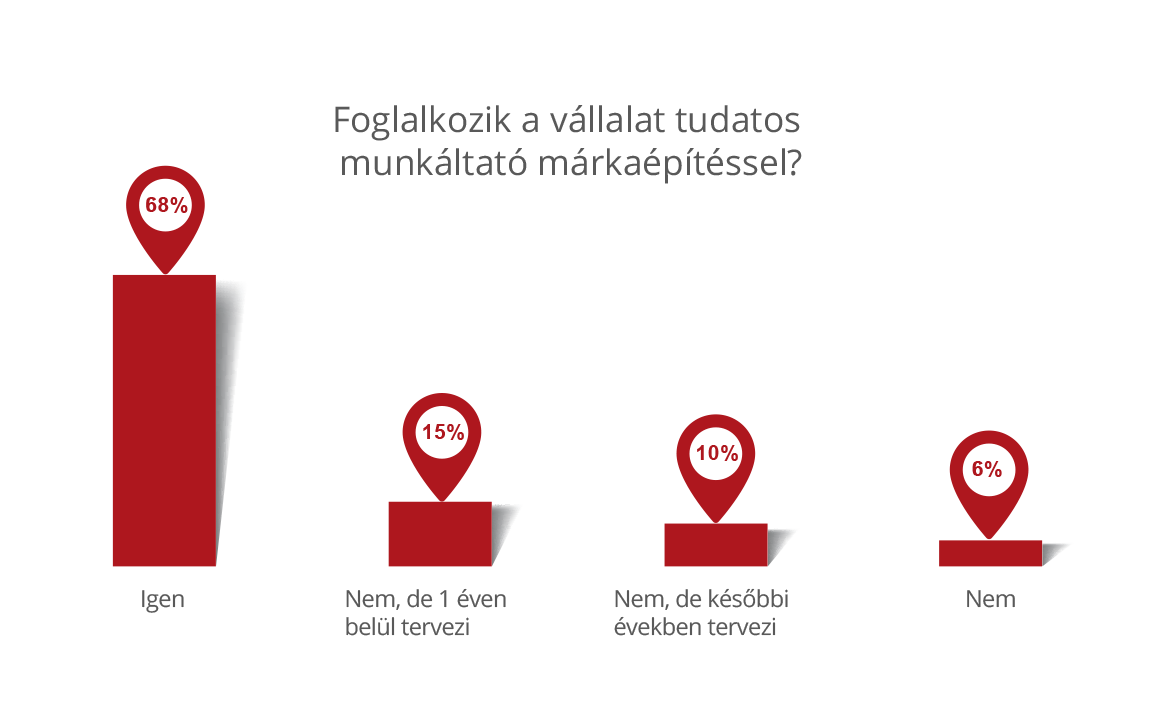 Foglalkozik a vállalat tudatos
munkáltató márkaépítéssel?
68%
15%
10%
6%
Igen
Nem, de 1 éven
belül tervezi
Nem, de későbbi
években tervezi
Nem